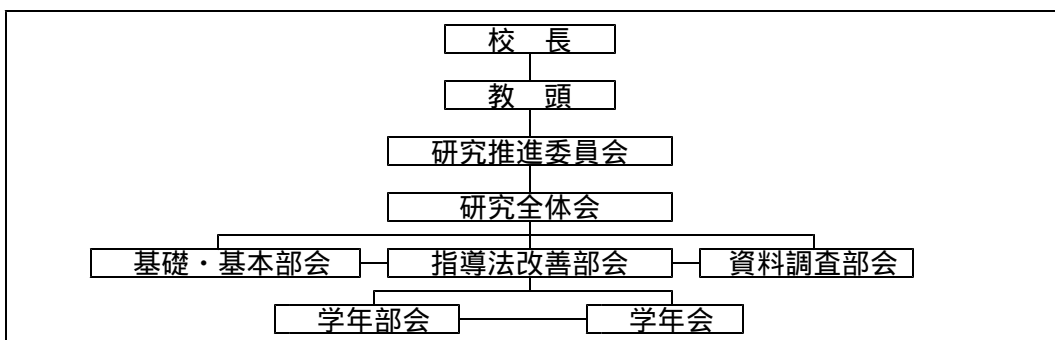 校　長
教　頭
研究推進委員会
研究全体会
基礎・基本部会　指導法改善部会　資料調査部会
学年部会　学年会